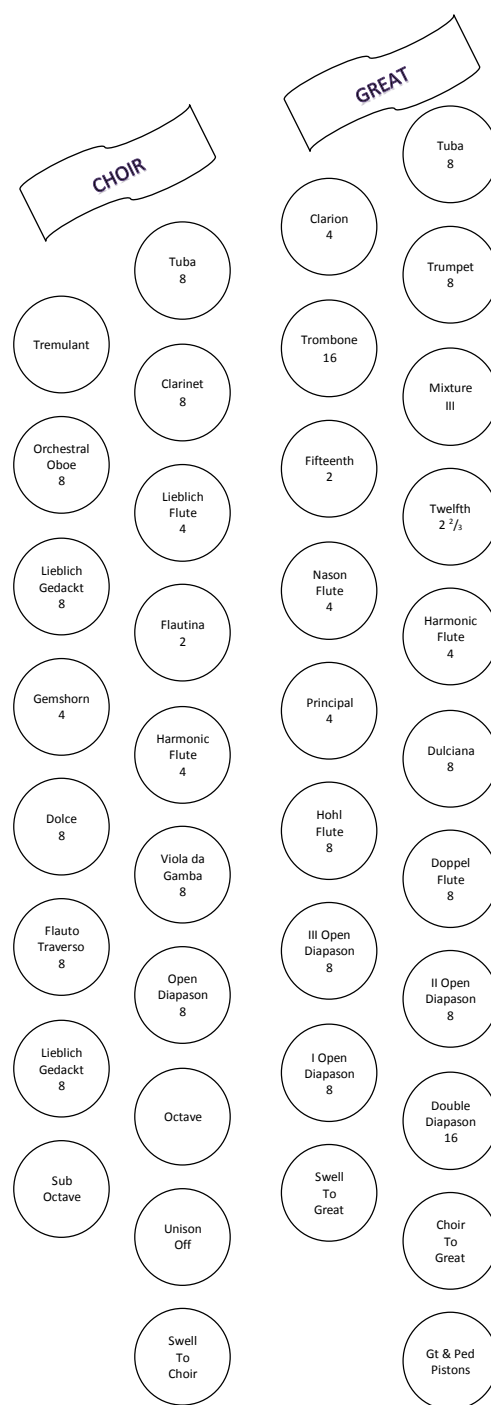 CHOIR
Tremulant
Orchestral
Oboe
8
Lieblich
Gedackt
8
Gemshorn
4
Dolce
8
Flauto
Traverso
8
Lieblich
Gedackt
8
Sub
Octave
Tuba
8
Clarinet
8
Lieblich
Flute
4
Flautina
2
Harmonic
Flute
4
Viola da
Gamba
8
Open
Diapason
8
Octave
Unison
Off
Swell
To
Choir
GREAT
Clarion
4
Trombone
16
Fifteenth
2
Nason
Flute
4
Principal
4
Hohl
Flute
8
III Open
Diapason
8
I Open
Diapason
8
Swell
To
Great
Tuba
8
Trumpet
8
Mixture
III
Twelfth
2 ²/₃
Harmonic
Flute
4
Dulciana
8
Doppel
Flute
8
II Open
Diapason
8
Double
Diapason
16
Choir
To
Great
Gt & Ped
Pistons